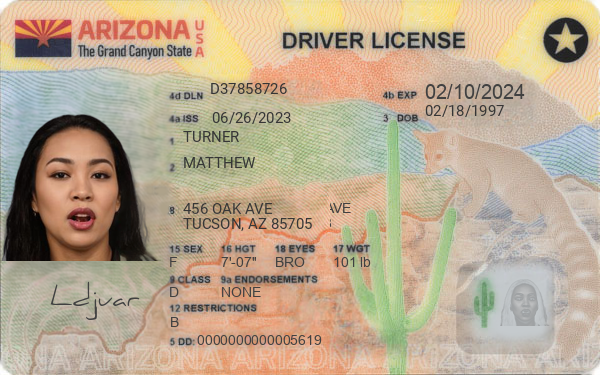 ARIZONA USA
The Grand Canyon State
DRIVER LICENSE
4d DLN D37858726
4b EXP 02/10/2024
4a ISS 06/26/2023
3 DOB 02/18/1997
1 TURNER
2 MATTHEW
8 456 OAK AVE AVE
TUCSON, AZ 85705
15 SEX 16 HGT 18 EYES 17 WGT
F 7'-07" BRO 101 lb
9 CLASS 9a ENDORSEMENTS
D NONE
12 RESTRICTIONS
B
5 DD: 0000000000005619
Ldjvar
ARIZONA ARIZONA ARIZONA ARIZONA